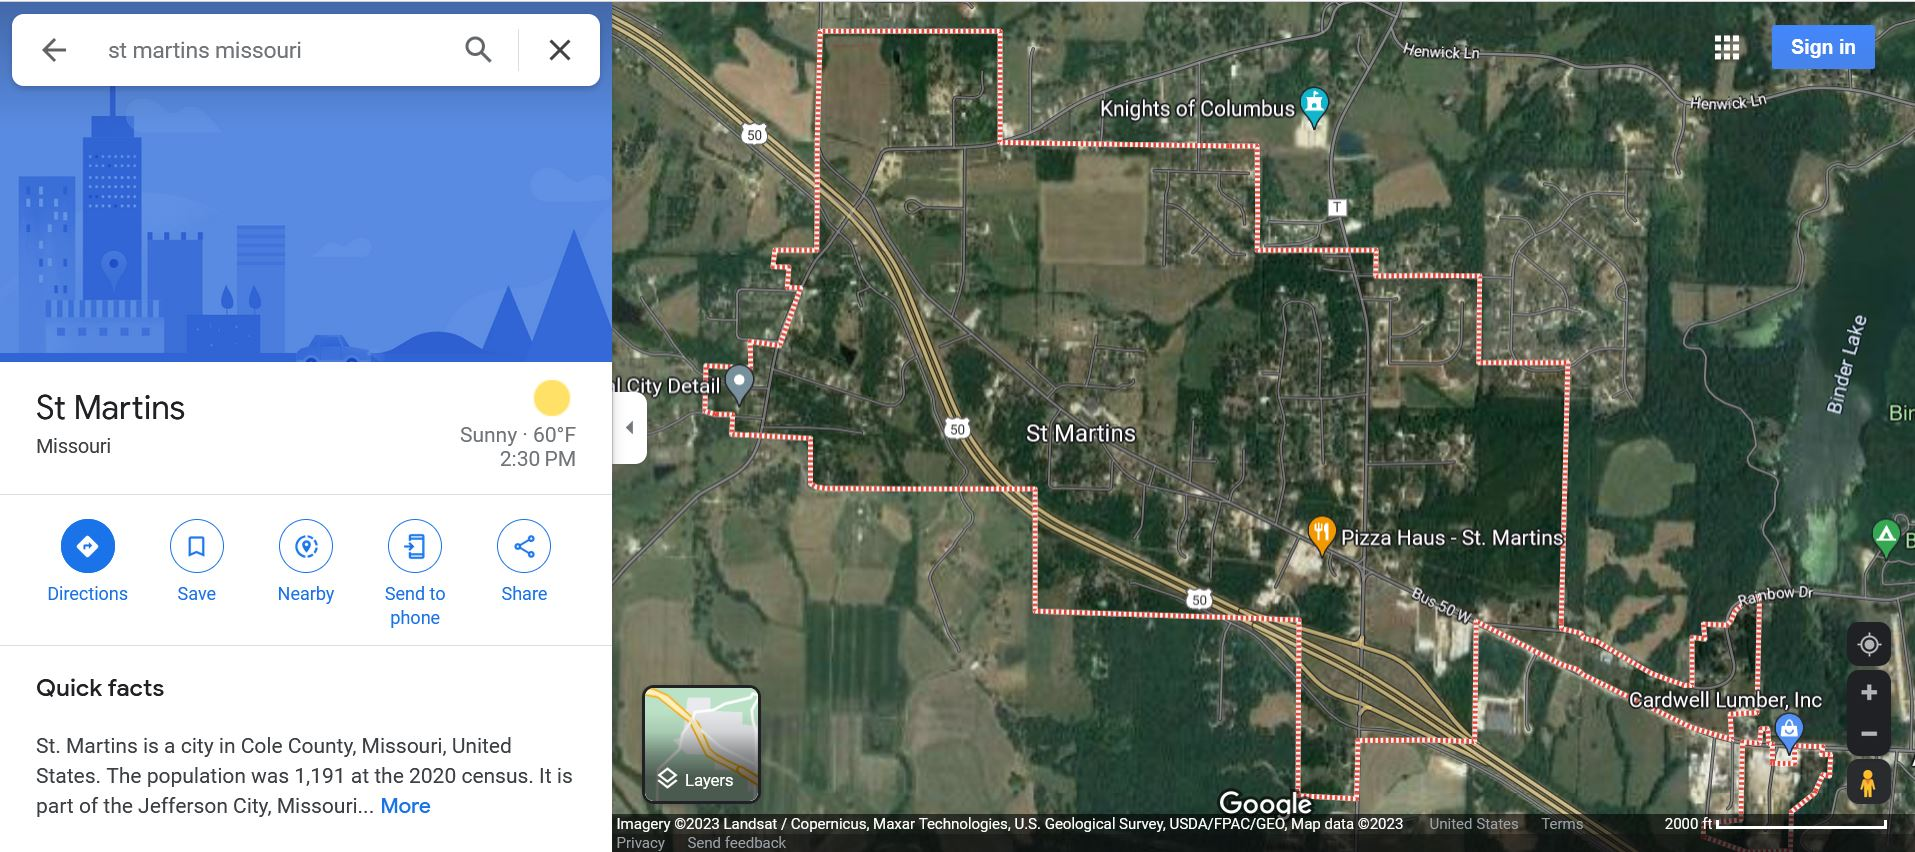 st martins missouri
St Martins
Missouri
Sunny · 60°F
2:30 PM
Directions
Save
Nearby
Send to
phone
Share
Quick facts
St. Martins is a city in Cole County, Missouri, United
States. The population was 1,191 at the 2020 census. It is
part of the Jefferson City, Missouri... More
Henwick Ln
Sign in
Henwick Ln
Knights of Columbus
50
T
Binder Lake
l City Detail
Bin
50
St Martins
Pizza Haus - St. Martins
B
50
Bus 50 W
Rainbow Dr
Cardwell Lumber, Inc
Layers
Google
Imagery ©2023 Landsat / Copernicus, Maxar Technologies, U.S. Geological Survey, USDA/FPAC/GEO, Map data ©2023
United States
Terms
2000 ft
Privacy
Send feedback